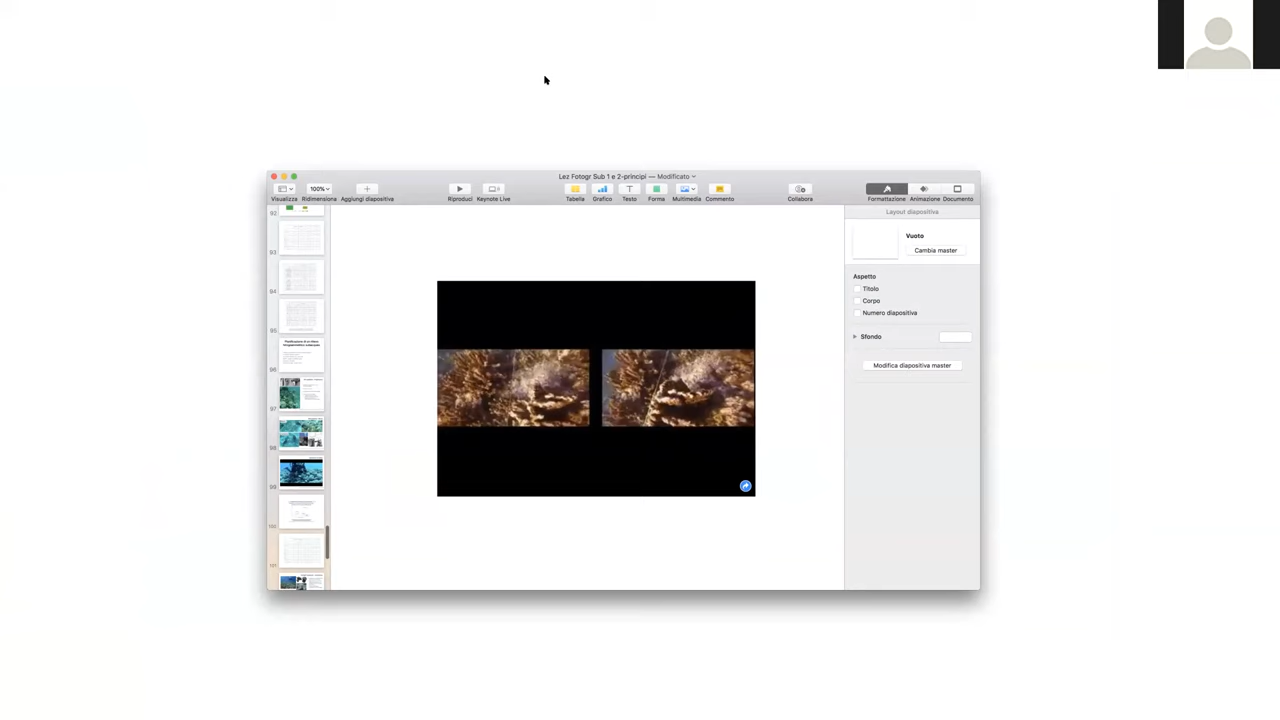 Lez Fotogr Sub 1 e 2-principi — Modificato
100%
Visualizza Ridimensiona Aggiungi diapositiva Riproduci Keynote Live Tabella Grafico Testo Forma Multimedia Commento Collabora Formattazione Animazione Documento
Layout diapositiva
Vuoto
Cambia master
Aspetto
Titolo
Corpo
Numero diapositiva
Sfondo
Modifica diapositiva master
92
93
94
95
96
97
98
99
100
101